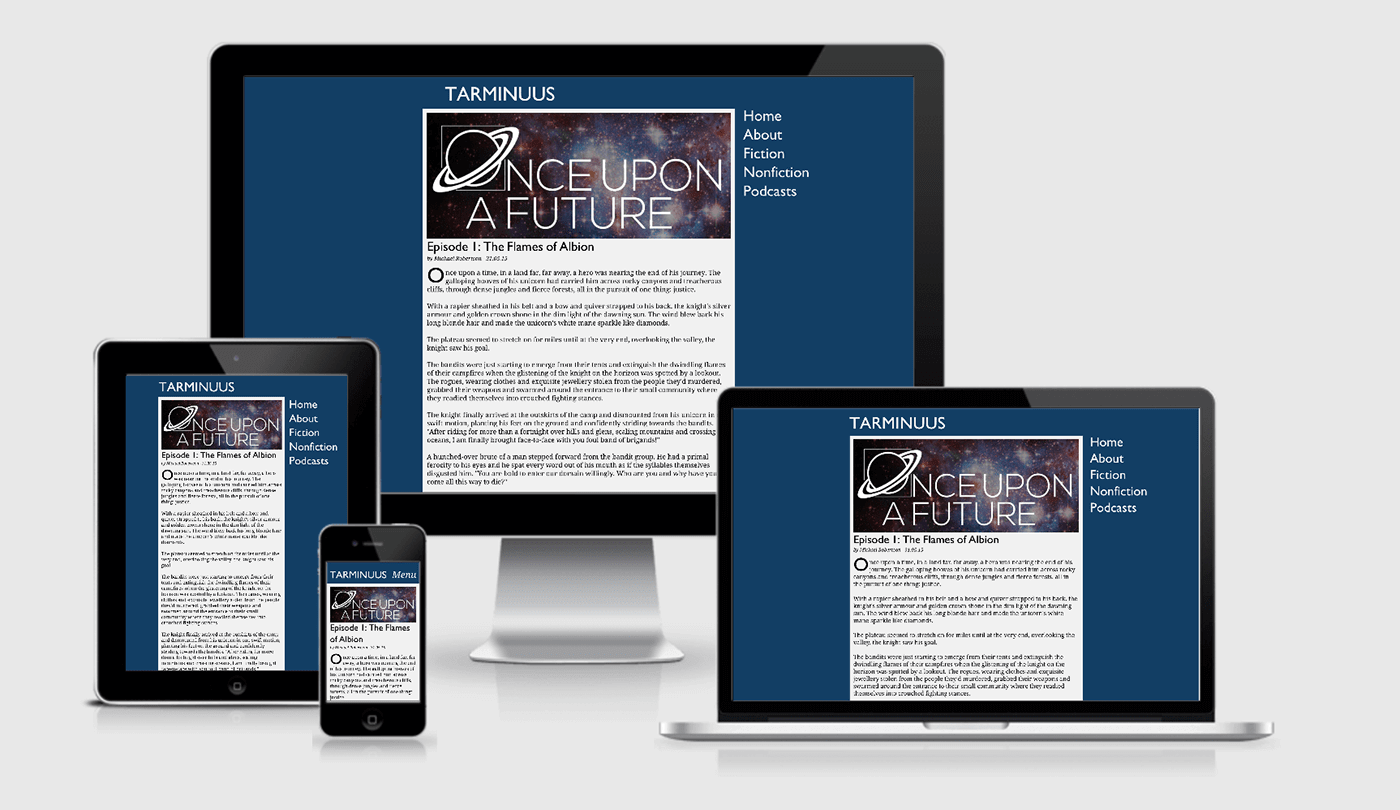 TARMINUUS
ONCE UPON
A FUTURE
Home
About
Fiction
Nonfiction
Podcasts
Episode 1: The Flames of Albion
by Michael Robertson 21.05.13
Once upon a time, in a land far, far away, a hero was nearing the end of his journey. The
galloping hooves of his unicorn had carried him across rocky canyons and treacherous
cliffs, through dense jungles and fierce forests, all in the pursuit of one thing: justice.
With a rapier sheathed in his belt and a bow and quiver strapped to his back, the knight's silver
armour and golden crown shone in the dim light of the dawning sun. The wind blew back his
long blonde hair and made the unicorn's white mane sparkle like diamonds.
The plateau seemed to stretch on for miles until at the very end, overlooking the valley, the
knight saw his goal.
The bandits were just starting to emerge from their tents and extinguish the dwindling flames
of their campfires when the glistening of the knight on the horizon was spotted by a lookout.
The rogues, wearing clothes and exquisite jewellery stolen from the people they'd murdered,
grabbed their weapons and swarmed around the entrance to their small community where
they readied themselves into crouched fighting stances.
The knight finally arrived at the outskirts of the camp and dismounted from his unicorn in
swift motion, planting his feet on the ground and confidently striding towards the bandits.
"After riding for more than a fortnight over hills and glens, scaling mountains and crossing
oceans, I am finally brought face-to-face with you foul band of brigands!"
A hunched-over brute of a man stepped forward from the bandit group. He had a primal
ferocity to his eyes and he spat every word out of his mouth as if the syllables themselves
disgusted him. "You are bold to enter our domain willingly. Who are you and why have you
come all this way to die?"
TARMINUUS
ONCE UPON
A FUTURE
Home
About
Fiction
Nonfiction
Podcasts
Episode 1: The Flames of Albion
TARMINUUS Menu
ONCE UPON
A FUTURE
Episode 1: The Flames
of Albion
TARMINUUS
ONCE UPON
A FUTURE
Home
About
Fiction
Nonfiction
Podcasts
Episode 1: The Flames of Albion
by Michael Robertson 21.05.13
Once upon a time, in a land far, far away, a hero was nearing the end of his
journey. The galloping hooves of his unicorn had carried him across rocky
canyons and treacherous cliffs, through dense jungles and fierce forests, all in
the pursuit of one thing: justice.
With a rapier sheathed in his belt and a bow and quiver strapped to his back, the
knight's silver armour and golden crown shone in the dim light of the dawning
sun. The wind blew back his long blonde hair and made the unicorn's white
mane sparkle like diamonds.
The plateau seemed to stretch on for miles until at the very end, overlooking the
valley, the knight saw his goal.
The bandits were just starting to emerge from their tents and extinguish the
dwindling flames of their campfires when the glistening of the knight on the
horizon was spotted by a lookout. The rogues, wearing clothes and exquisite
jewellery stolen from the people they'd murdered, grabbed their weapons and
swarmed around the entrance to their small community where they readied
themselves into crouched fighting stances.